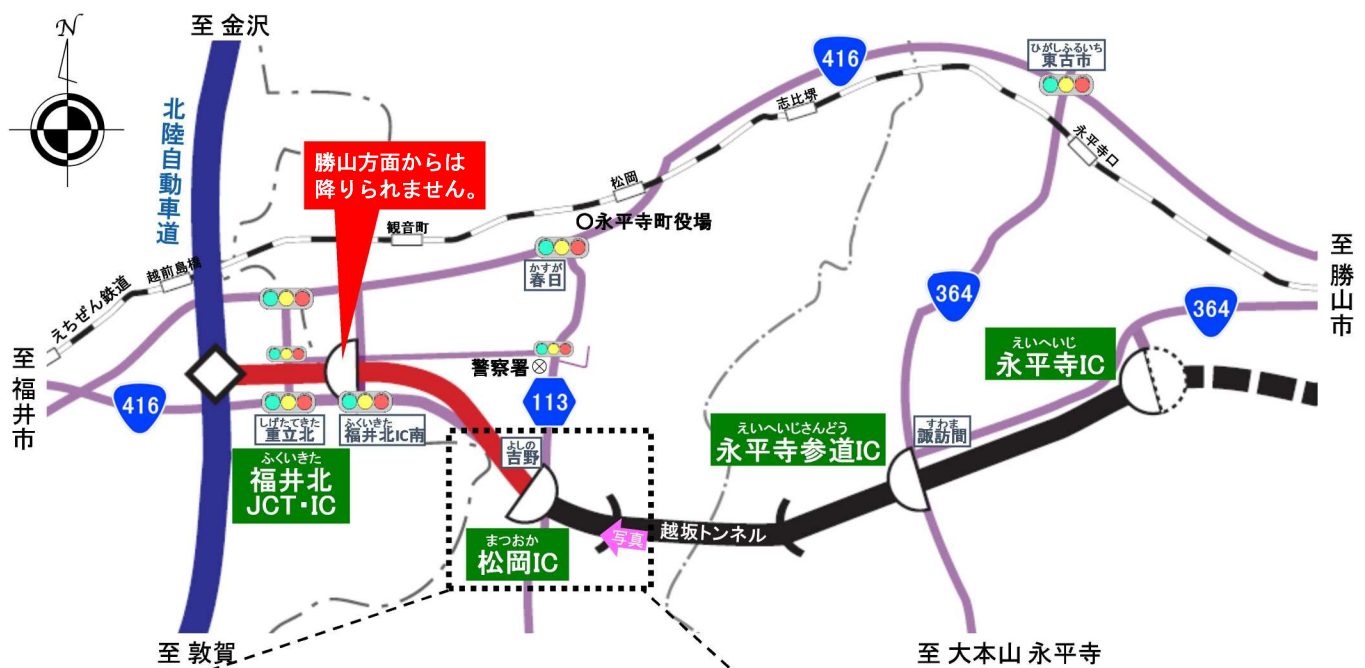 N
至 金沢
416
ひがしふるいち
東古市
志比堺
永平寺口
北陸自動車道
勝山方面からは
降りられません。
松岡
永平寺町役場
観音町
かすが
春日
越前島橋
えちぜん鉄道
至 勝山市
364
364
えいへいじ
永平寺IC
至 福井市
416
警察署
113
しげたてきた
重立北
ふくいきた
福井北IC南
よしの
吉野
えいへいじさんどう
永平寺参道IC
すわま
諏訪間
ふくいきた
福井北
JCT・IC
まつおか
松岡IC
写真
越坂トンネル
至 敦賀
至 大本山 永平寺